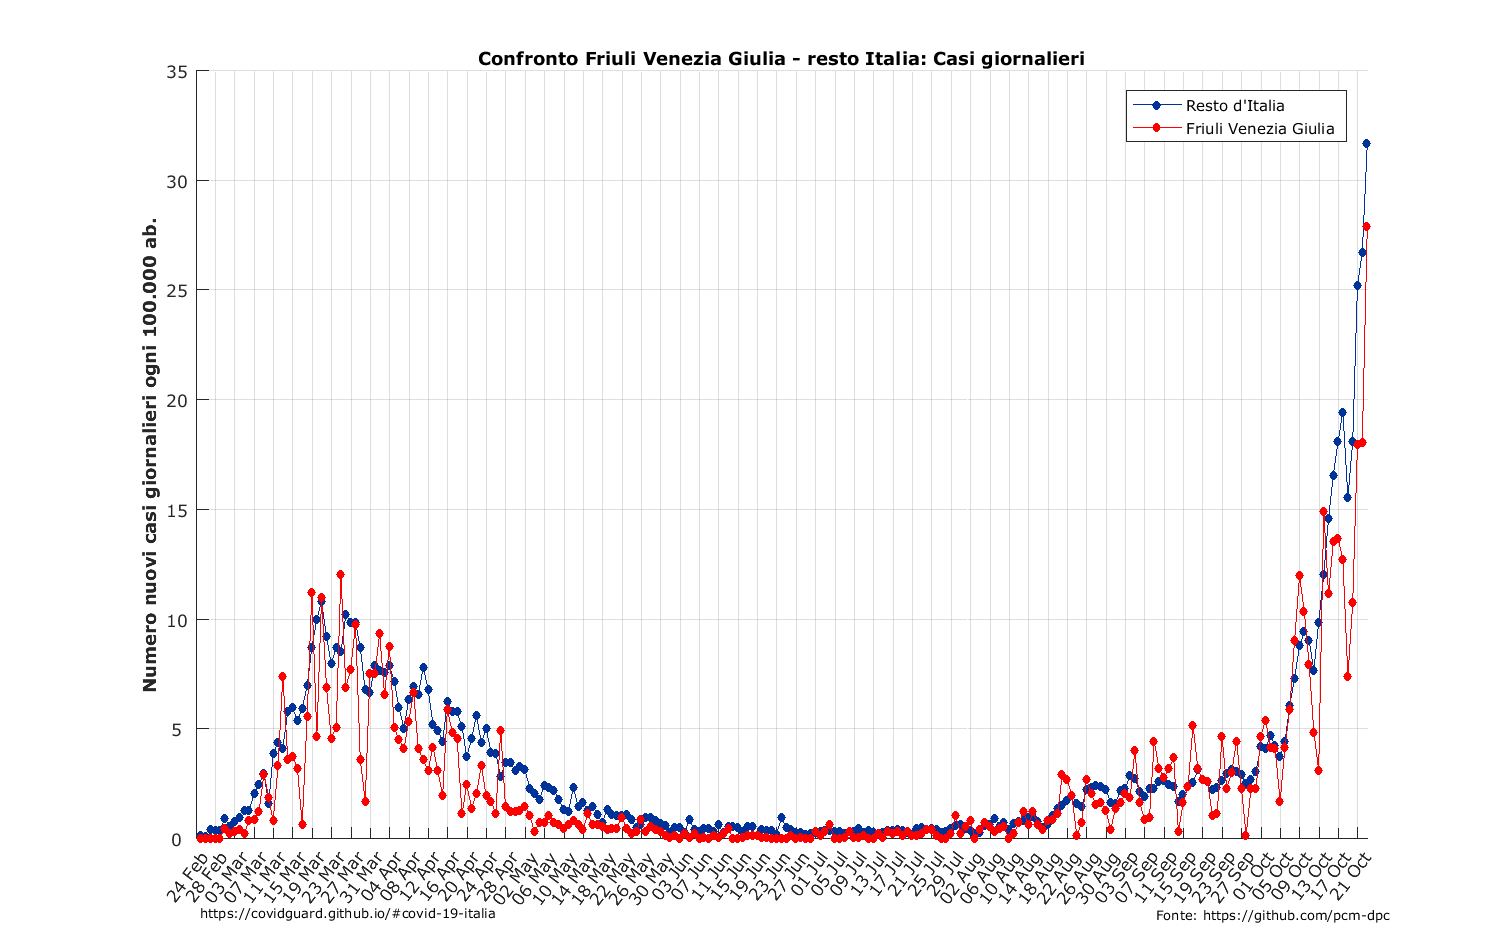 Confronto Friuli Venezia Giulia - resto Italia: Casi giornalieri
Resto d'Italia
Friuli Venezia Giulia
Numero nuovi casi giornalieri ogni 100.000 ab.
35
30
25
20
15
10
5
0
24 Feb
28 Feb
03 Mar
07 Mar
11 Mar
15 Mar
19 Mar
23 Mar
27 Mar
31 Mar
04 Apr
08 Apr
12 Apr
16 Apr
20 Apr
24 Apr
28 Apr
02 May
06 May
10 May
14 May
18 May
22 May
26 May
30 May
03 Jun
07 Jun
11 Jun
15 Jun
19 Jun
23 Jun
27 Jun
01 Jul
05 Jul
09 Jul
13 Jul
17 Jul
21 Jul
25 Jul
29 Jul
02 Aug
06 Aug
10 Aug
14 Aug
18 Aug
22 Aug
26 Aug
30 Aug
03 Sep
07 Sep
11 Sep
15 Sep
19 Sep
23 Sep
27 Sep
01 Oct
05 Oct
09 Oct
13 Oct
17 Oct
21 Oct
https://covidguard.github.io/#covid-19-italia
Fonte: https://github.com/pcm-dpc